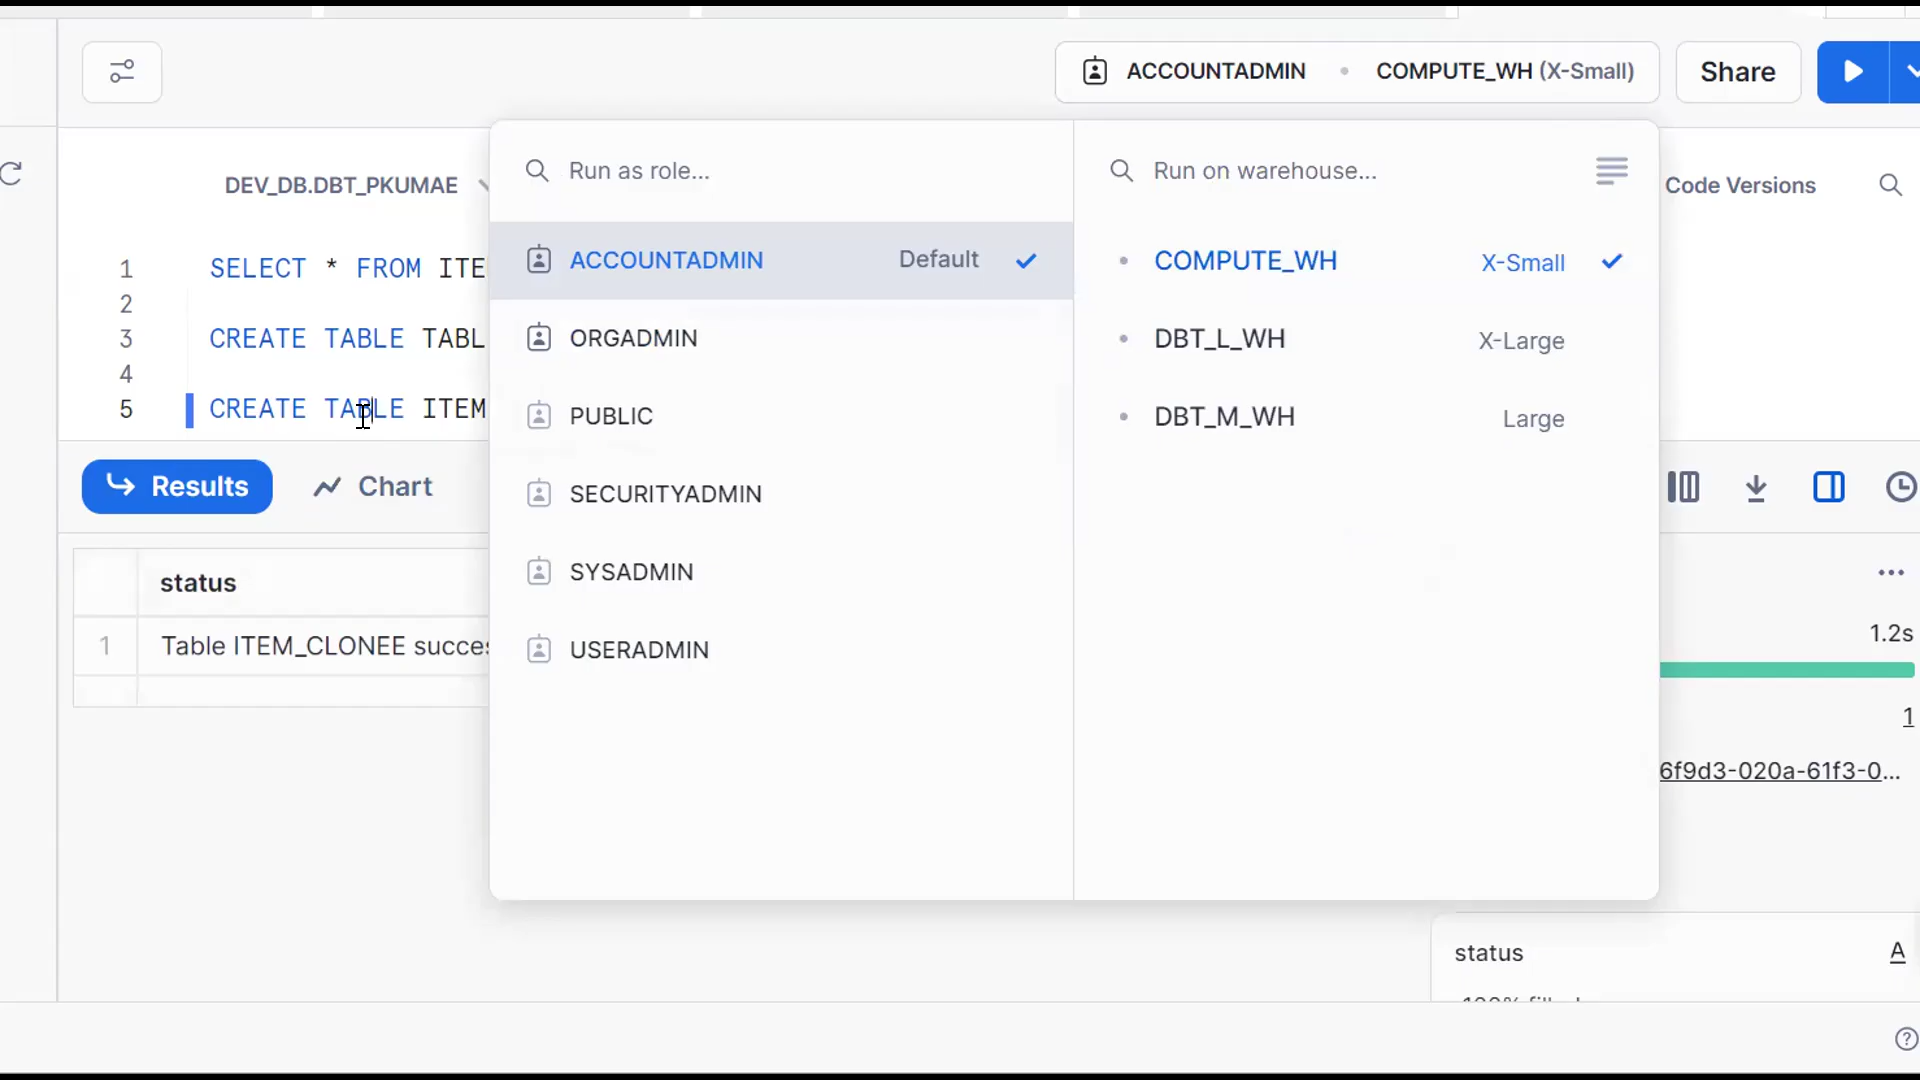 ACCOUNTADMIN • COMPUTE_WH (X-Small)
Share
DEV_DB.DBT_PKUMAE
Run as role...
Run on warehouse...
Code Versions
1 SELECT * FROM ITE
2
3 CREATE TABLE TABL
4
5 CREATE TABLE ITEM
ACCOUNTADMIN Default
ORGADMIN
PUBLIC
SECURITYADMIN
SYSADMIN
USERADMIN
COMPUTE_WH X-Small
DBT_L_WH X-Large
DBT_M_WH Large
Results
Chart
status
1 Table ITEM_CLONEE succes
1.2s
1
6f9d3-020a-61f3-0...
status
A